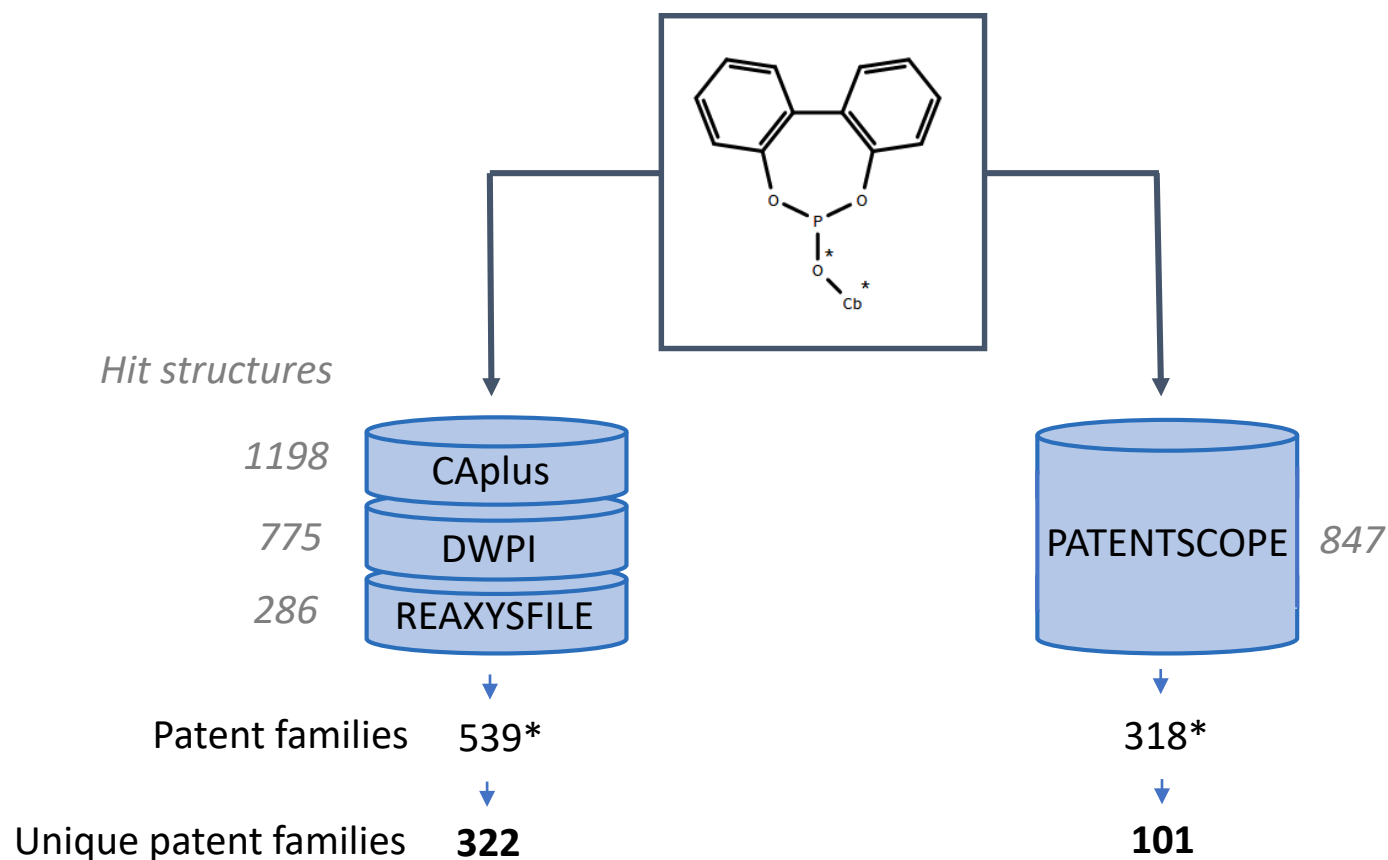 O
O
P
*
O
*
Cb
Hit structures
1198
CAplus
775
DWPI
PATENTSCOPE
847
286
REAXYSFILE
Patent families
539*
318*
Unique patent families
322
101